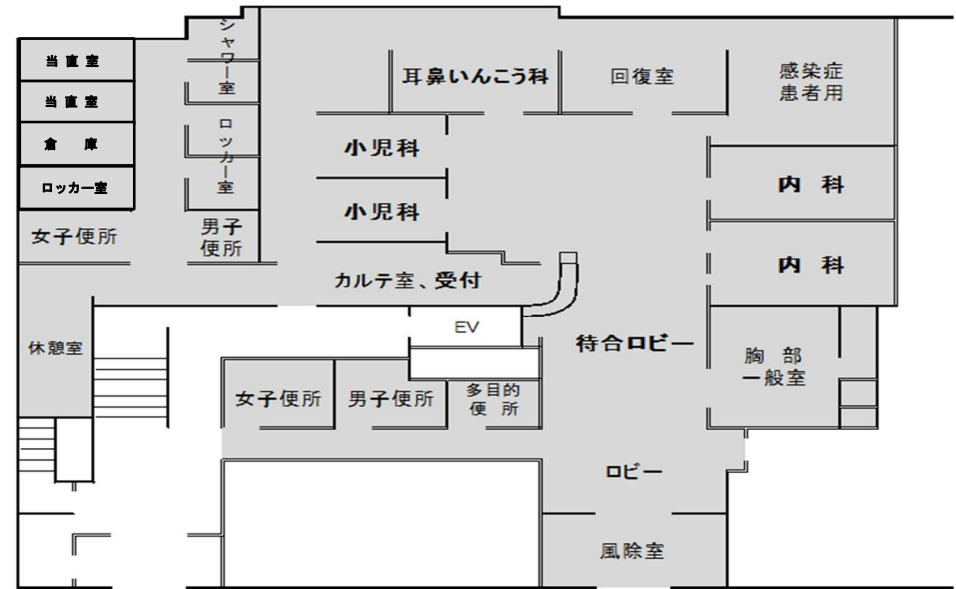 シャワー室
当直室
当直室
倉庫
ロッカー室
ロッカー室
女子便所
男子
便所
耳鼻いんこう科
回復室
感染症
患者用
小児科
小児科
内 科
内 科
カルテ室、受付
休憩室
EV
待合ロビー
胸 部
一般室
女子便所
男子便所
多目的
便 所
ロビー
風除室